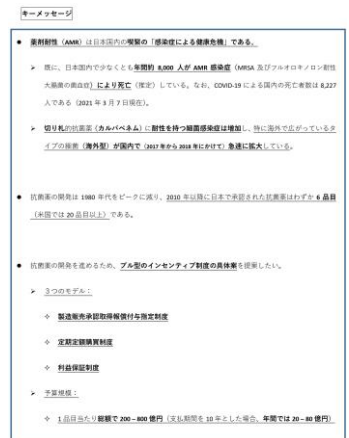 キーメッセージ
● 薬剤耐性（AMR）は日本国内の喫緊の「感染症による健康危機」である。
➢ 既に、日本国内で少なくとも年間約 8,000 人が AMR 感染症（MRSA 及びフルオロキノロン耐性
大腸菌の菌血症）により死亡（推定）している。なお、COVID-19 による国内の死亡者数は 8,227
人である（2021 年 3 月 7 日現在）。
➢ 切り札的抗菌薬（カルバペネム）に耐性を持つ細菌感染症は増加し、特に海外で広がっているタ
イプの様菌（海外型）が国内で（2017 年から 2018 年にかけて）急速に拡大している。
● 抗菌薬の開発は 1980 年代をピークに減り、2010 年以降に日本で承認された抗菌薬はわずか 6 品目
（米国では 20 品目以上）である。
● 抗菌薬の開発を進めるため、プル型のインセンティブ制度の具体案を提案したい。
➢ 3つのモデル：
✧ 製造販売承認取得報償付与指定制度
✧ 定期定額購買制度
✧ 利益保証制度
➢ 予算規模：
✧ 1 品目当たり総額で 200－800 億円（支払期間を 10 年とした場合、年間では 20－80 億円）